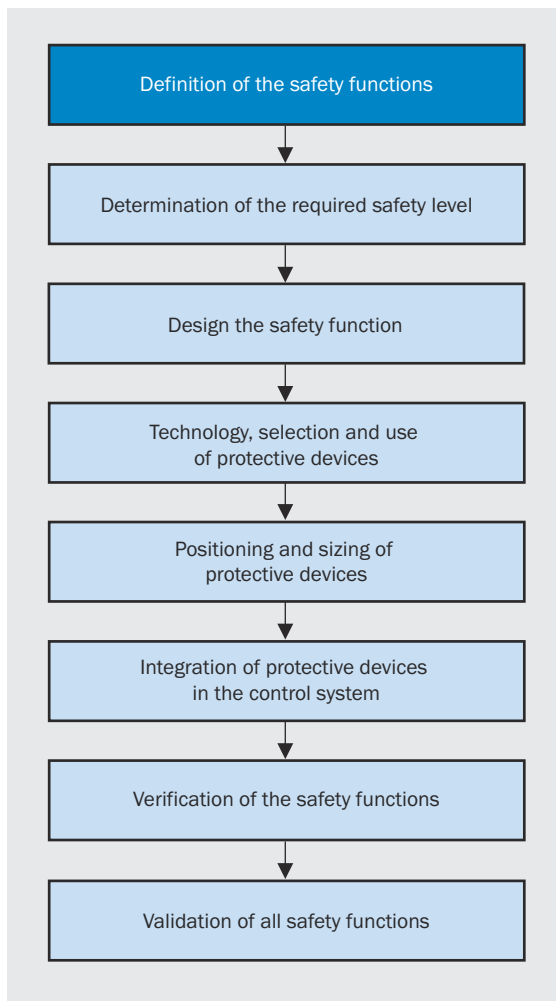 Definition of the safety functions
Determination of the required safety level
Design the safety function
Technology, selection and use
of protective devices
Positioning and sizing of
protective devices
Integration of protective devices
in the control system
Verification of the safety functions
Validation of all safety functions